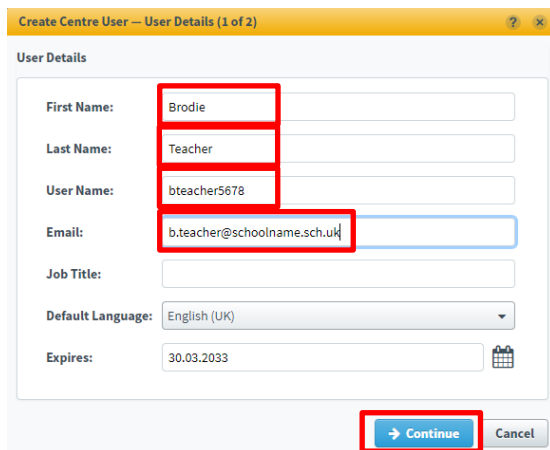 Create Centre User — User Details (1 of 2) ? x
User Details
First Name: Brodie
Last Name: Teacher
User Name: bteacher5678
Email: b.teacher@schoolname.sch.uk
Job Title:
Default Language: English (UK)
Expires: 30.03.2033
→ Continue Cancel